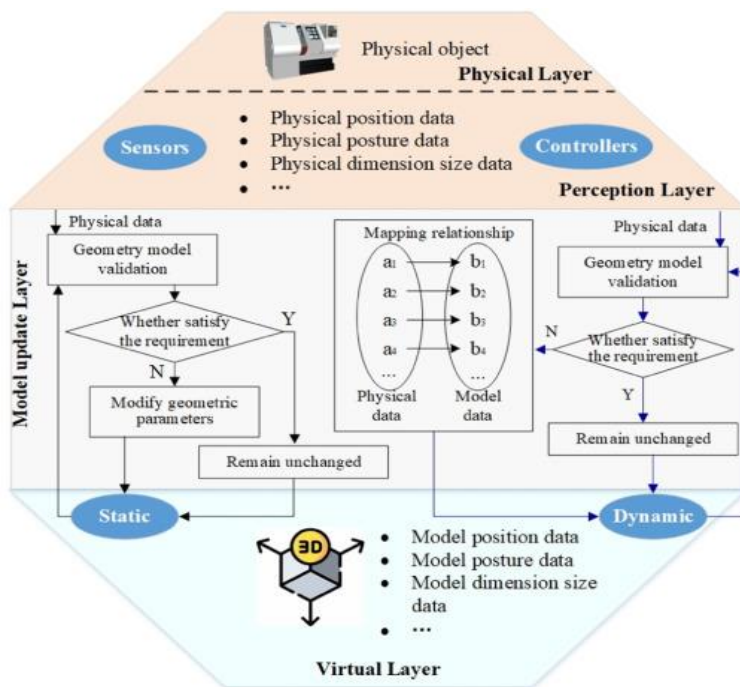 Physical object
Physical Layer
• Physical position data
• Physical posture data
• Physical dimension size data
• ...
Sensors
Controllers
Perception Layer
Model update Layer
Physical data
Geometry model
validation
Whether satisfy
the requirement
Y
N
Modify geometric
parameters
Remain unchanged
Mapping relationship
a₁ b₁
a₂ b₂
a₃ b₃
a₄ b₄
... ...
Physical
data
Model
data
Physical data
Geometry model
validation
Whether satisfy
the requirement
N
Y
Remain unchanged
Static
Dynamic
3D
• Model position data
• Model posture data
• Model dimension size
data
• ...
Virtual Layer